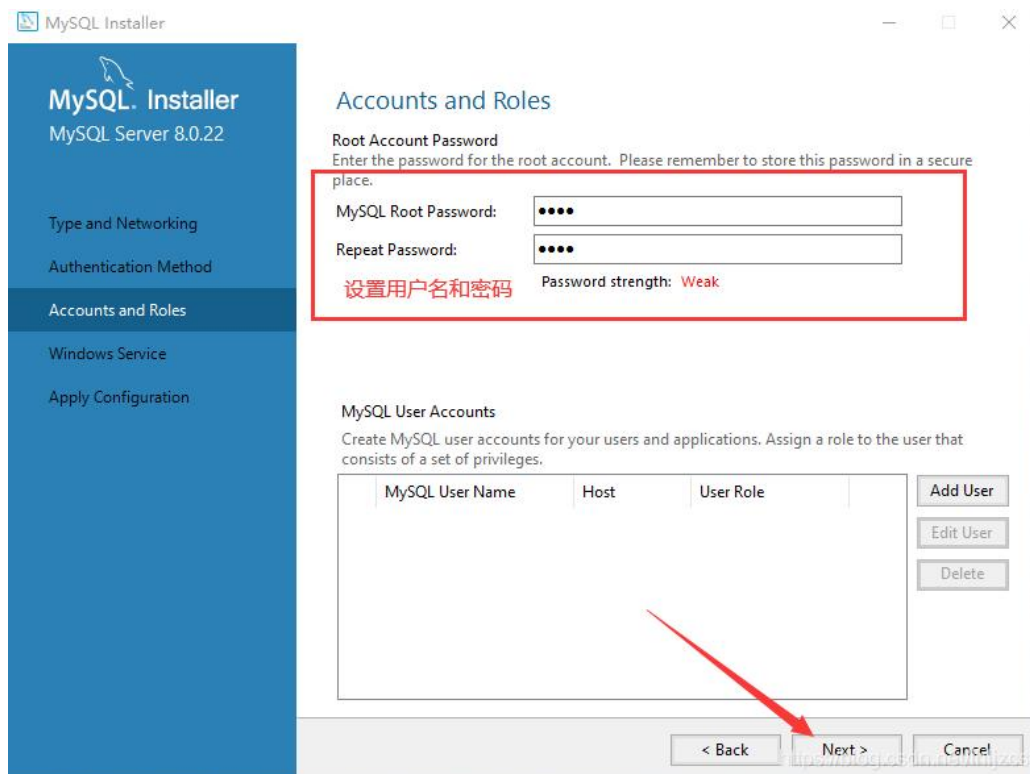 MySQL Installer
MySQL. Installer
MySQL Server 8.0.22
Type and Networking
Authentication Method
Accounts and Roles
Windows Service
Apply Configuration
Accounts and Roles
Root Account Password
Enter the password for the root account. Please remember to store this password in a secure
place.
MySQL Root Password:
Repeat Password:
设置用户名和密码
Password strength: Weak
MySQL User Accounts
Create MySQL user accounts for your users and applications. Assign a role to the user that
consists of a set of privileges.
MySQL User Name Host User Role
Add User
Edit User
Delete
< Back Next > Cancel